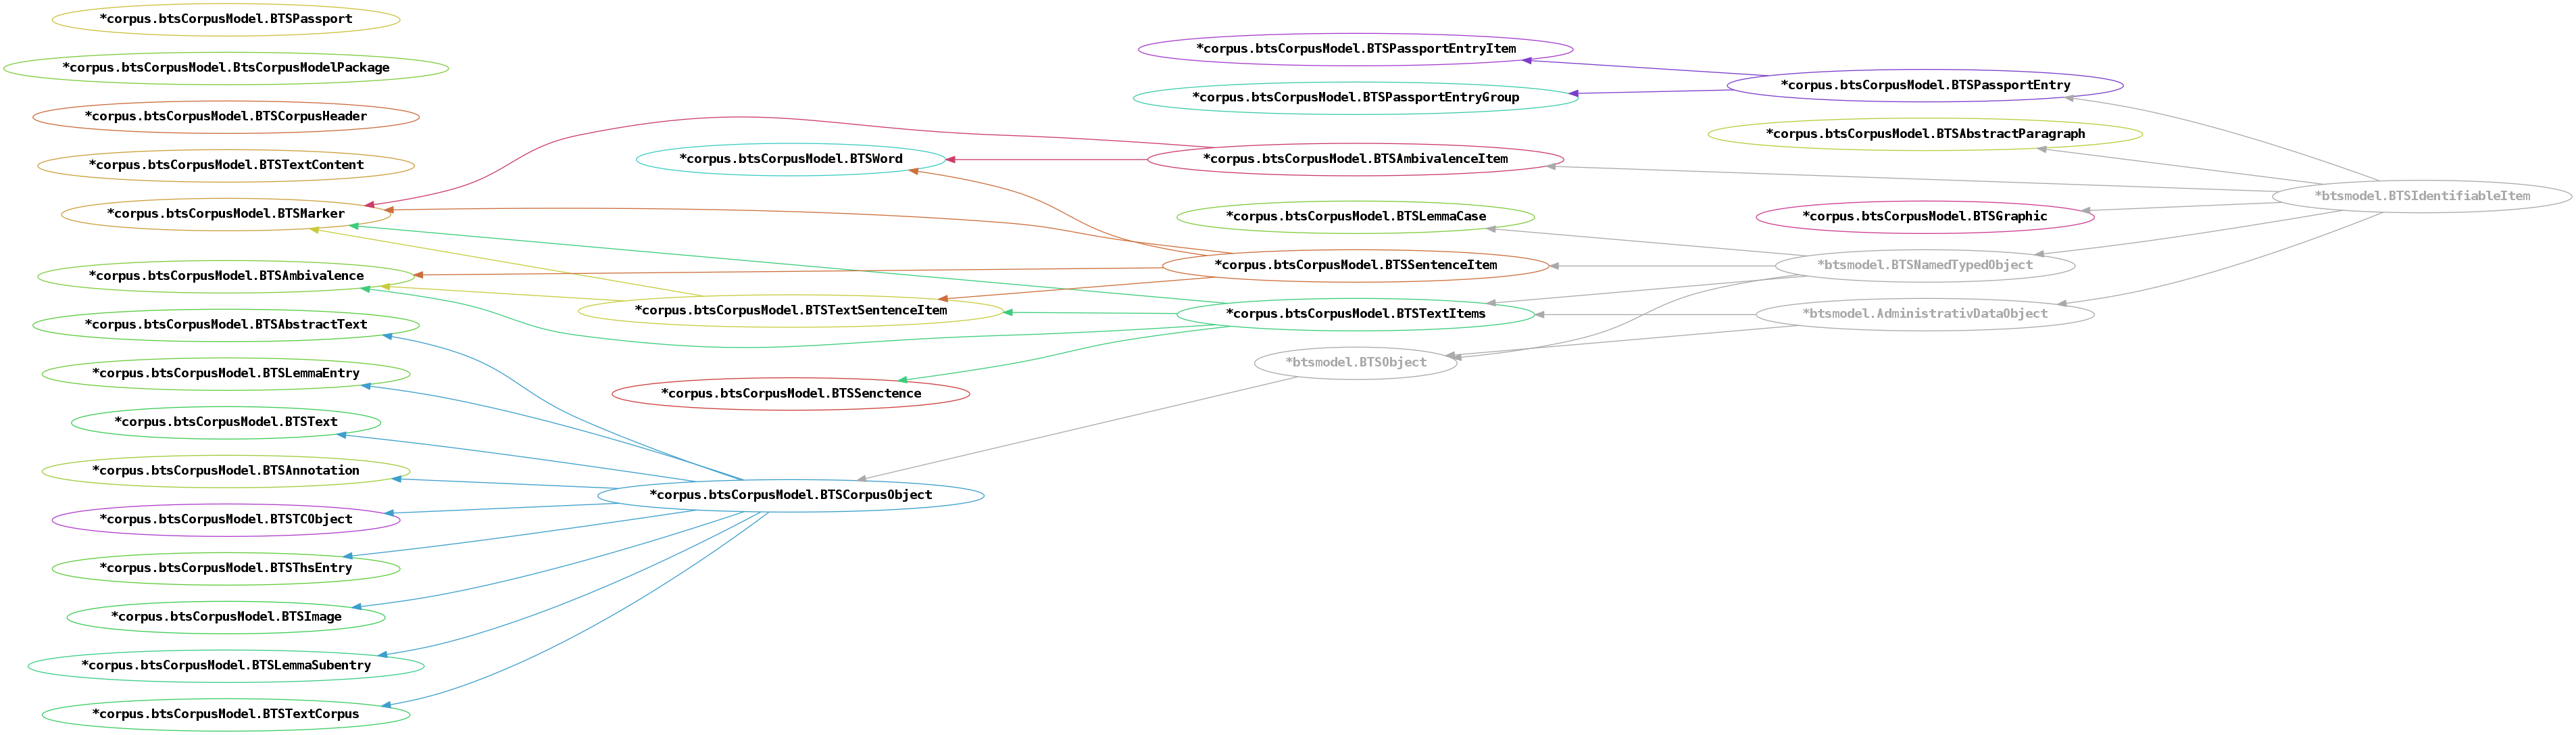 *corpus.btsCorpusModel.BTSPassport
*corpus.btsCorpusModel.BtsCorpusModelPackage
*corpus.btsCorpusModel.BTSCorpusHeader
*corpus.btsCorpusModel.BTSTextContent
*corpus.btsCorpusModel.BTSMarker
*corpus.btsCorpusModel.BTSAmbivalence
*corpus.btsCorpusModel.BTSAbstractText
*corpus.btsCorpusModel.BTSLemmaEntry
*corpus.btsCorpusModel.BTSText
*corpus.btsCorpusModel.BTSAnnotation
*corpus.btsCorpusModel.BTSTCObject
*corpus.btsCorpusModel.BTSThsEntry
*corpus.btsCorpusModel.BTSImage
*corpus.btsCorpusModel.BTSLemmaSubentry
*corpus.btsCorpusModel.BTSTextCorpus
*corpus.btsCorpusModel.BTSWord
*corpus.btsCorpusModel.BTSTextSentenceItem
*corpus.btsCorpusModel.BTSSenctence
*corpus.btsCorpusModel.BTSCorpusObject
*corpus.btsCorpusModel.BTSPassportEntryItem
*corpus.btsCorpusModel.BTSPassportEntryGroup
*corpus.btsCorpusModel.BTSAmbivalenceItem
*corpus.btsCorpusModel.BTSLemmaCase
*corpus.btsCorpusModel.BTSSentenceItem
*corpus.btsCorpusModel.BTSTextItems
*btsmodel.BTSObject
*corpus.btsCorpusModel.BTSPassportEntry
*corpus.btsCorpusModel.BTSAbstractParagraph
*corpus.btsCorpusModel.BTSGraphic
*btsmodel.BTSNamedTypedObject
*btsmodel.AdministrativDataObject
*btsmodel.BTSIdentifiableItem